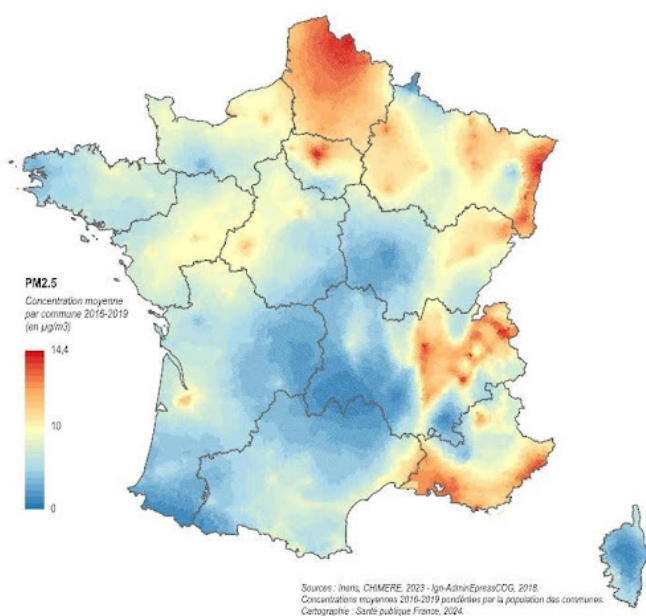 PM2.5
Concentration moyenne
par commune 2016-2019
(en µg/m3)
14,4
10
0
Sources : Ineris, CHIMERE, 2023 - Ign-AdminEpressCOG, 2018.
Concentrations moyennes 2016-2019 pondérées par la population des communes.
Cartographie : Santé publique France, 2024.